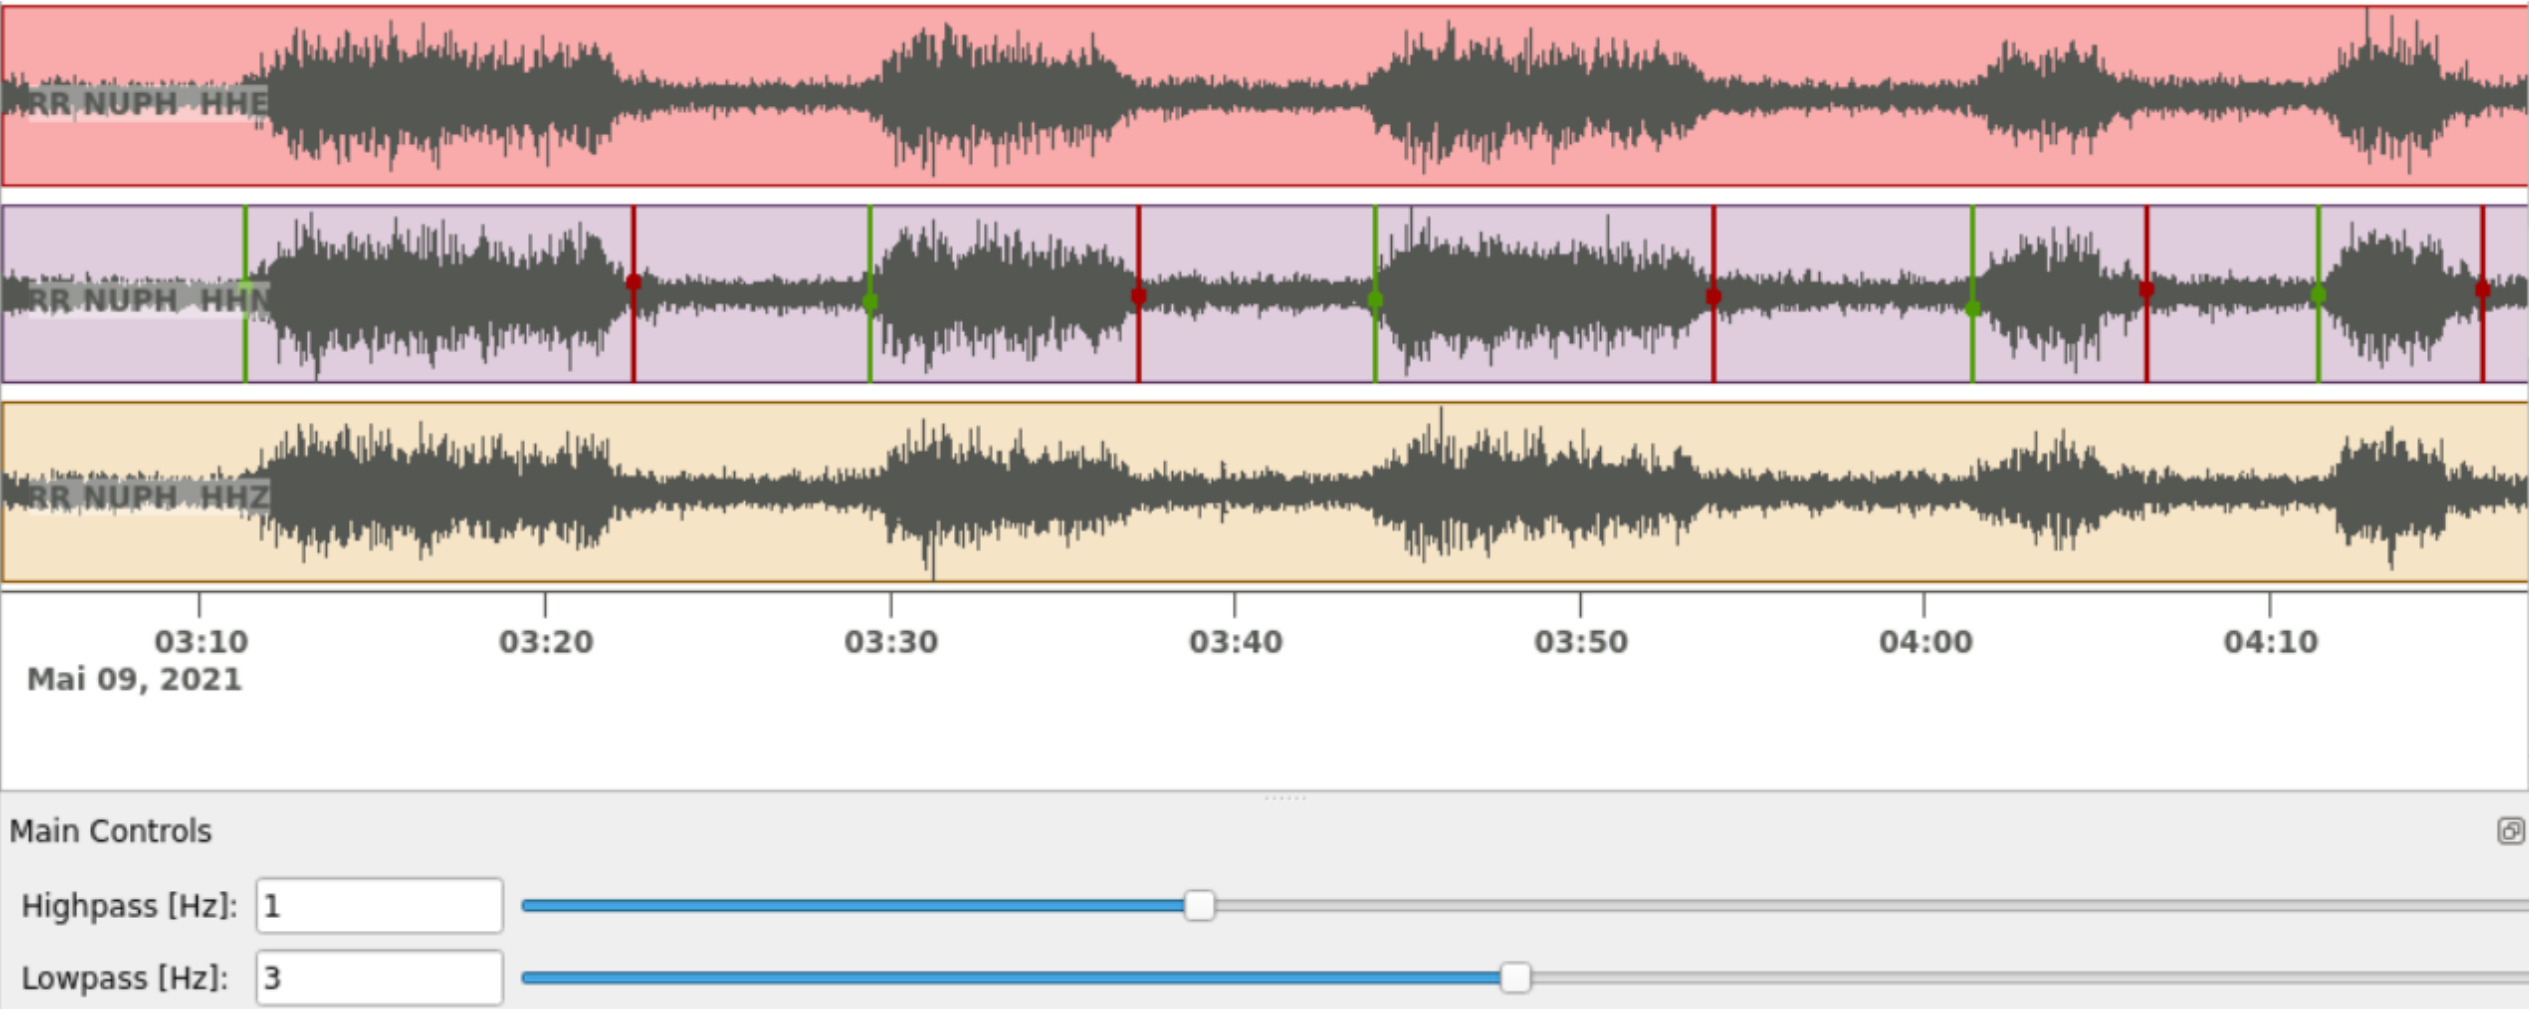 RR NUPH HHE
RR NUPH HHN
RR NUPH HHZ
03:10 03:20 03:30 03:40 03:50 04:00 04:10
Mai 09, 2021
Main Controls
Highpass [Hz]: 1
Lowpass [Hz]: 3